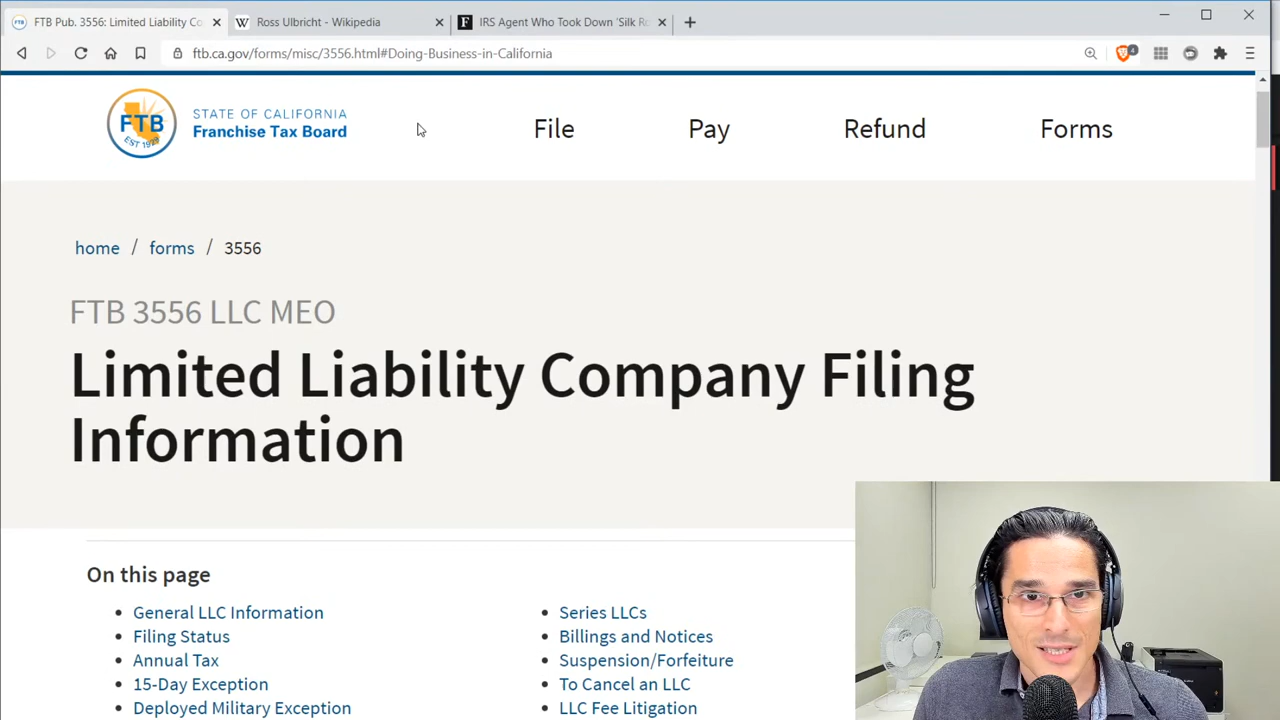 FTB Pub. 3556: Limited Liability Co
Ross Ulbricht - Wikipedia
IRS Agent Who Took Down 'Silk Ro
ftb.ca.gov/forms/misc/3556.html#Doing-Business-in-California
4
FTB
EST 1929
STATE OF CALIFORNIA
Franchise Tax Board
File
Pay
Refund
Forms
home / forms / 3556
FTB 3556 LLC MEO
Limited Liability Company Filing
Information
On this page
• General LLC Information
• Filing Status
• Annual Tax
• 15-Day Exception
• Deployed Military Exception
• Series LLCs
• Billings and Notices
• Suspension/Forfeiture
• To Cancel an LLC
• LLC Fee Litigation